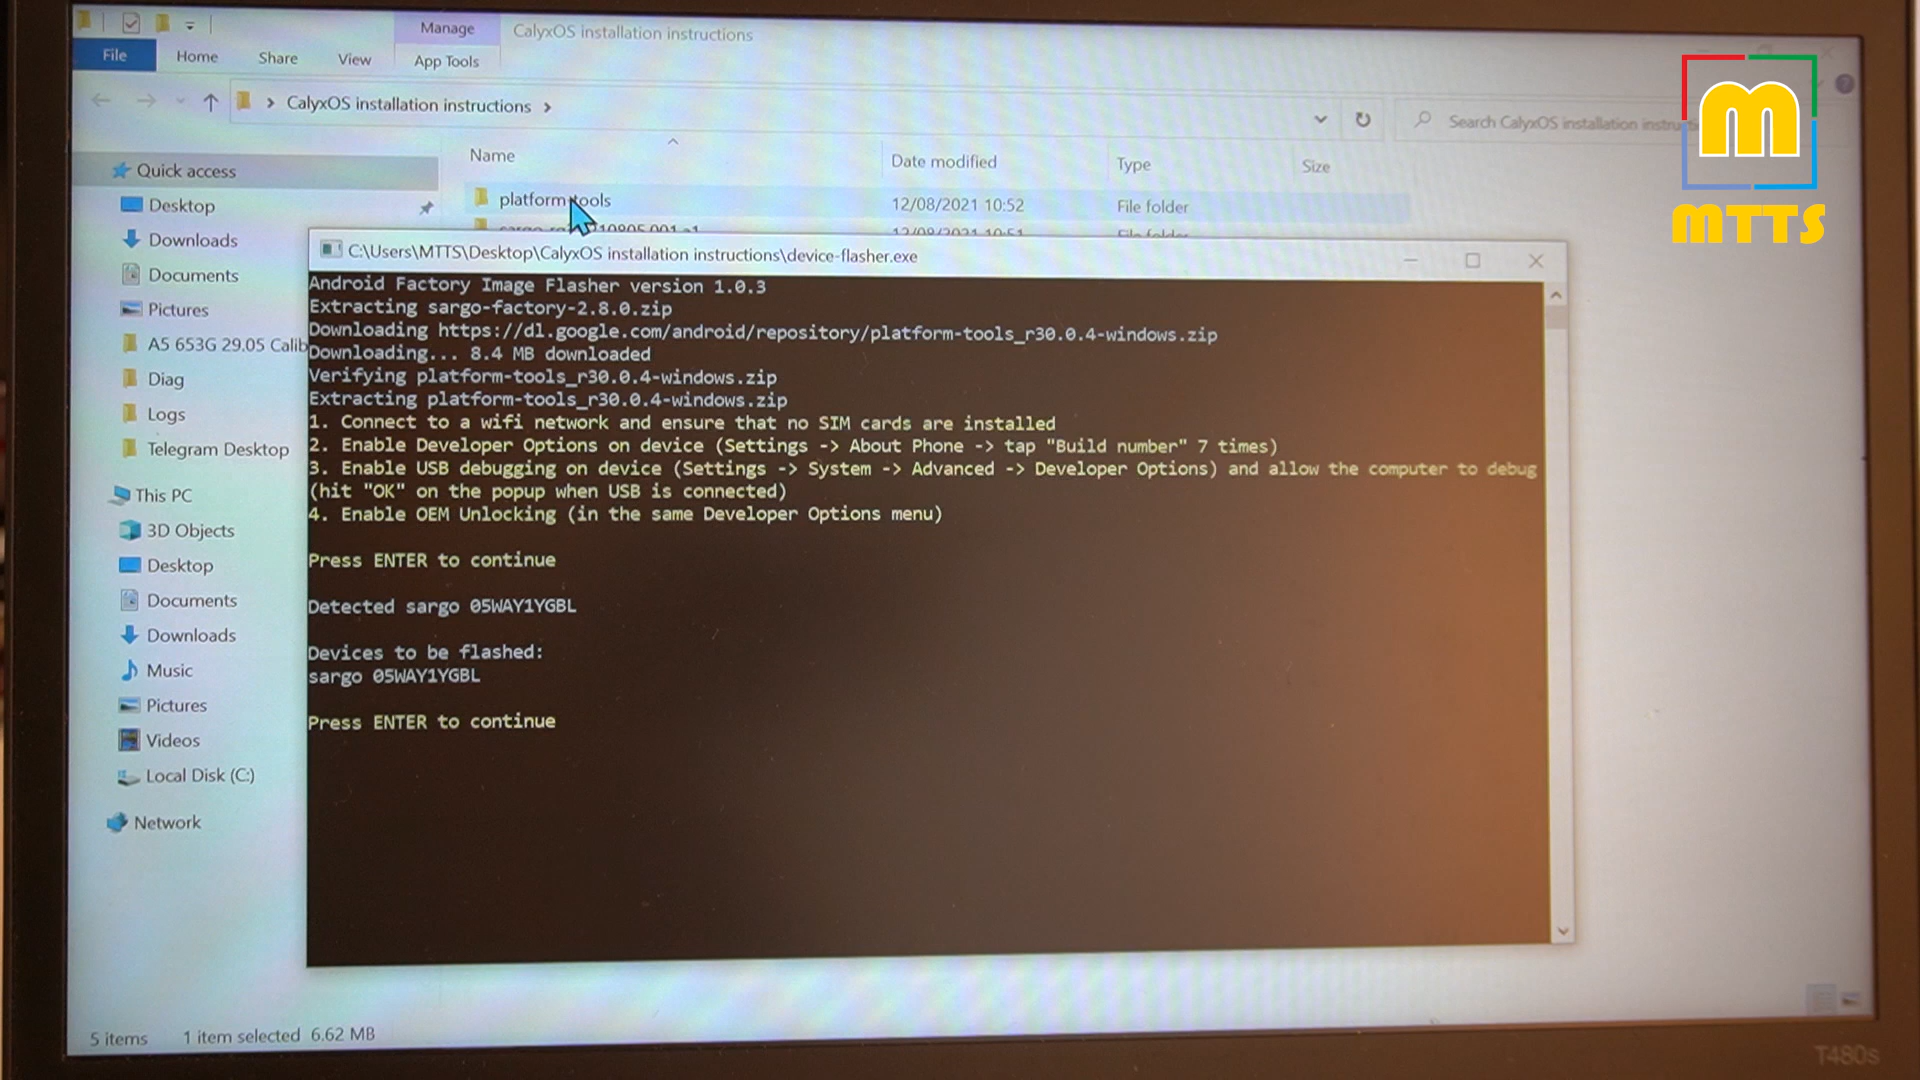 Manage
CalyxOS installation instructions
File
Home
Share
View
App Tools
CalyxOS installation instructions
Search CalyxOS installation instru
Name
Date modified
Type
Size
Quick access
platform-tools
12/08/2021 10:52
File folder
12/08/2021 10:51
File folder
Desktop
Downloads
Documents
Pictures
A5 653G 29.05 Calib
Diag
Logs
Telegram Desktop
This PC
3D Objects
Desktop
Documents
Downloads
Music
Pictures
Videos
Local Disk (C:)
Network
C:\Users\MTTS\Desktop\CalyxOS installation instructions\device-flasher.exe
Android Factory Image Flasher version 1.0.3
Extracting sargo-factory-2.8.0.zip
Downloading https://dl.google.com/android/repository/platform-tools_r30.0.4-windows.zip
Downloading... 8.4 MB downloaded
Verifying platform-tools_r30.0.4-windows.zip
Extracting platform-tools_r30.0.4-windows.zip
1. Connect to a wifi network and ensure that no SIM cards are installed
2. Enable Developer Options on device (Settings -> About Phone -> tap "Build number" 7 times)
3. Enable USB debugging on device (Settings -> System -> Advanced -> Developer Options) and allow the computer to debug
(hit "OK" on the popup when USB is connected)
4. Enable OEM Unlocking (in the same Developer Options menu)
Press ENTER to continue
Detected sargo 05WAY1YGBL
Devices to be flashed:
sargo 05WAY1YGBL
Press ENTER to continue
5 items
1 item selected 6.62 MB
M
MTTS
T480s